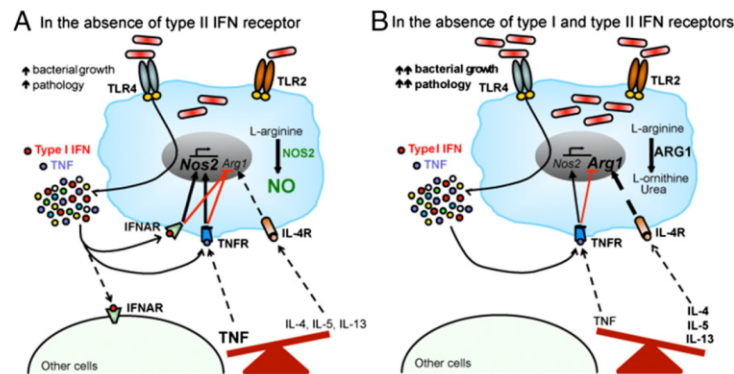 A In the absence of type II IFN receptor
bacterial growth
pathology
TLR4
TLR2
L-arginine
NOS2
NO
Nos2 Arg1
Type I IFN
TNF
IFNAR
TNFR
IL-4R
IFNAR
TNF
IL-4, IL-5, IL-13
Other cells
B In the absence of type I and type II IFN receptors
bacterial growth
pathology
TLR4
TLR2
L-arginine
ARG1
L-ornithine
Urea
Nos2 Arg1
Type I IFN
TNF
TNFR
IL-4R
TNF
IL-4
IL-5
IL-13
Other cells